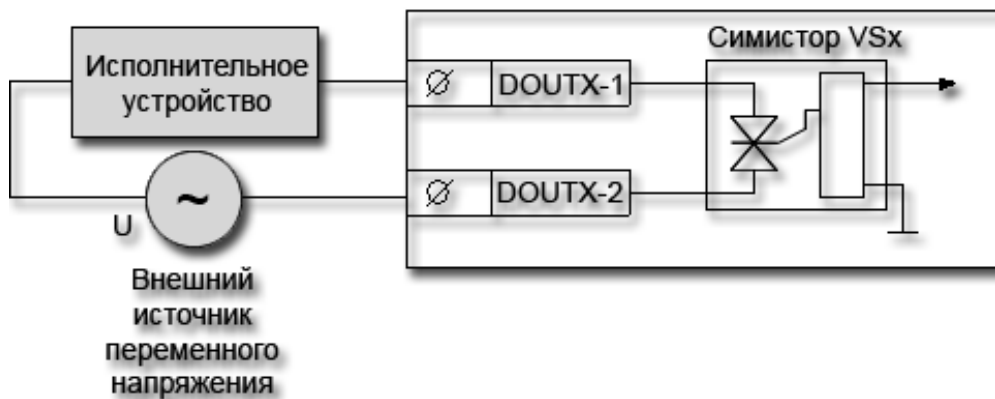 Симистор VSx
Исполнительное
устройство
DOUTX-1
DOUTX-2
~
U
Внешний
источник
переменного
напряжения